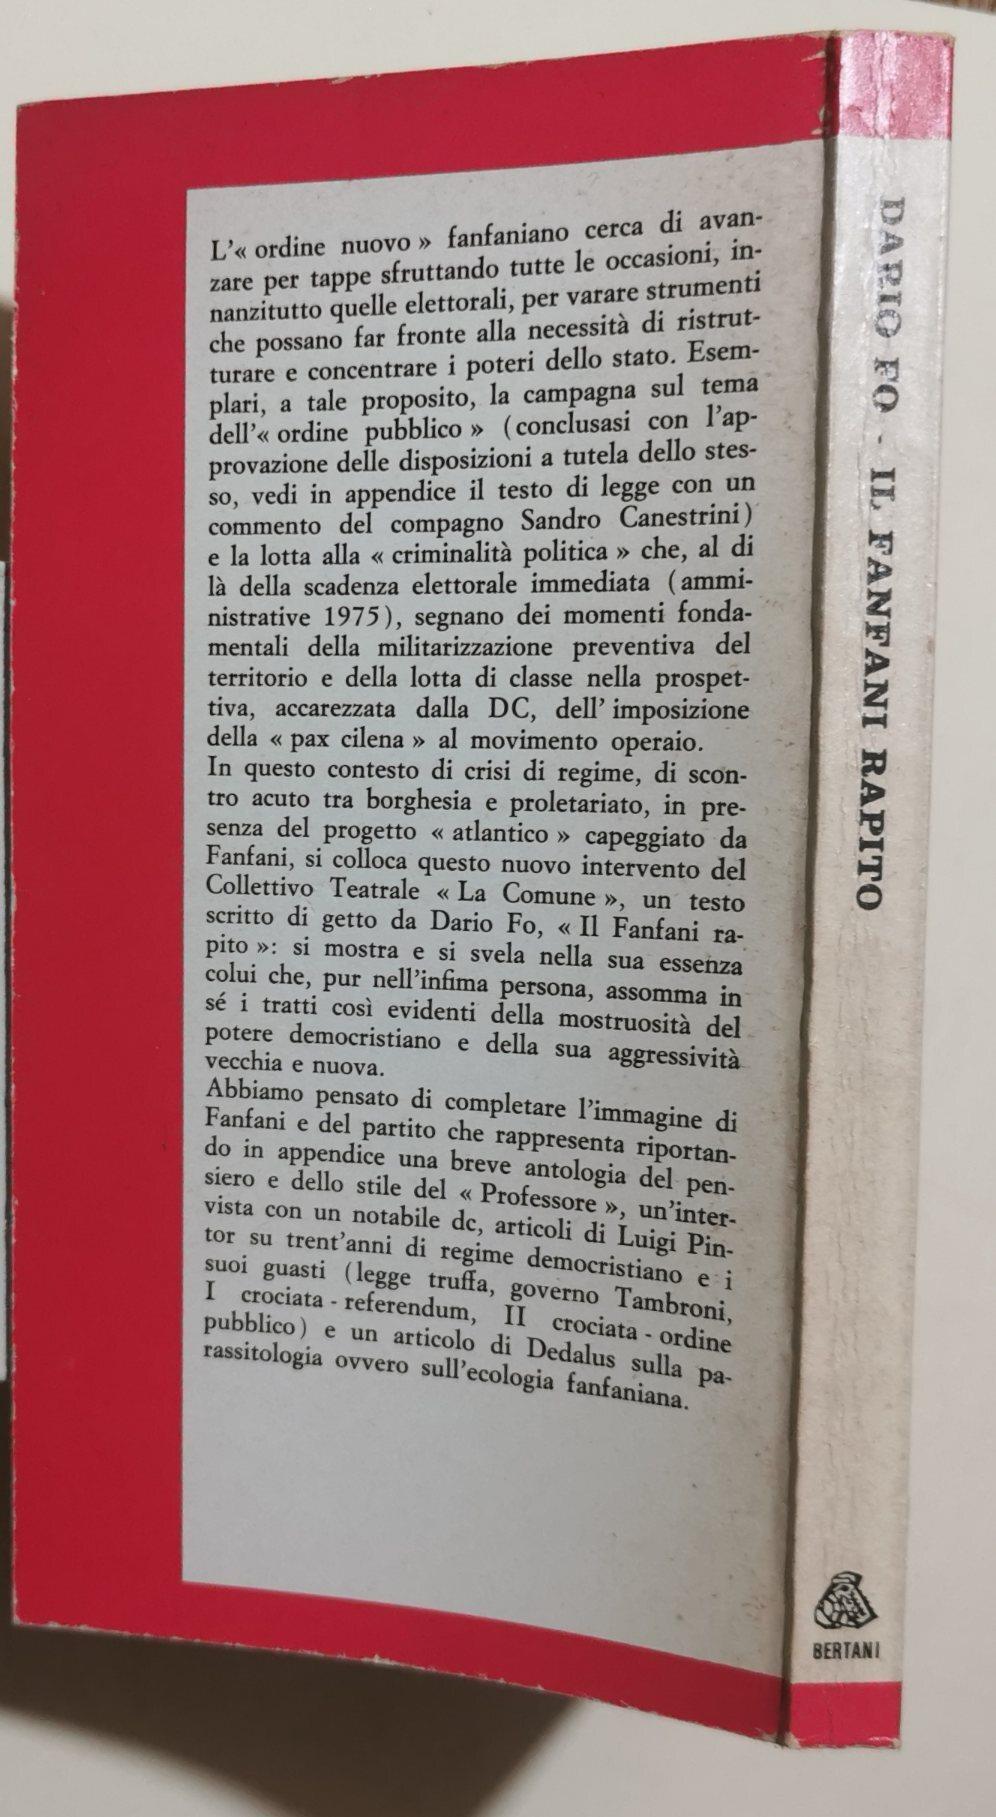 L'« ordine nuovo » fanfaniano cerca di avan-
zare per tappe sfruttando tutte le occasioni, in-
nanzitutto quelle elettorali, per varare strumenti
che possano far fronte alla necessità di ristrut-
turare e concentrare i poteri dello stato. Esem-
plari, a tale proposito, la campagna sul tema
dell'« ordine pubblico » (conclusasi con l'ap-
provazione delle disposizioni a tutela dello stes-
so, vedi in appendice il testo di legge con un
commento del compagno Sandro Canestrini)
e la lotta alla « criminalità politica » che, al di
là della scadenza elettorale immediata (ammi-
nistrative 1975), segnano dei momenti fonda-
mentali della militarizzazione preventiva del
territorio e della lotta di classe nella prospet-
tiva, accarezzata dalla DC, dell' imposizione
della « pax cilena » al movimento operaio.
In questo contesto di crisi di regime, di scon-
tro acuto tra borghesia e proletariato, in pre-
senza del progetto « atlantico » capeggiato da
Fanfani, si colloca questo nuovo intervento del
Collettivo Teatrale « La Comune », un testo
scritto di getto da Dario Fo, « Il Fanfani ra-
pito »: si mostra e si svela nella sua essenza
colui che, pur nell'infima persona, assomma in
sé i tratti così evidenti della mostruosità del
potere democristiano e della sua aggressività
vecchia e nuova.
Abbiamo pensato di completare l'immagine di
Fanfani e del partito che rappresenta riportan-
do in appendice una breve antologia del pen-
siero e dello stile del « Professore », un'inter-
vista con un notabile dc, articoli di Luigi Pin-
tor su trent'anni di regime democristiano e i
suoi guasti (legge truffa, governo Tambroni,
I crociata - referendum, II crociata - ordine
pubblico) e un articolo di Dedalus sulla pa-
rassitologia ovvero sull'ecologia fanfaniana.
DARIO FO - IL FANFANI RAPITO
BERTANI